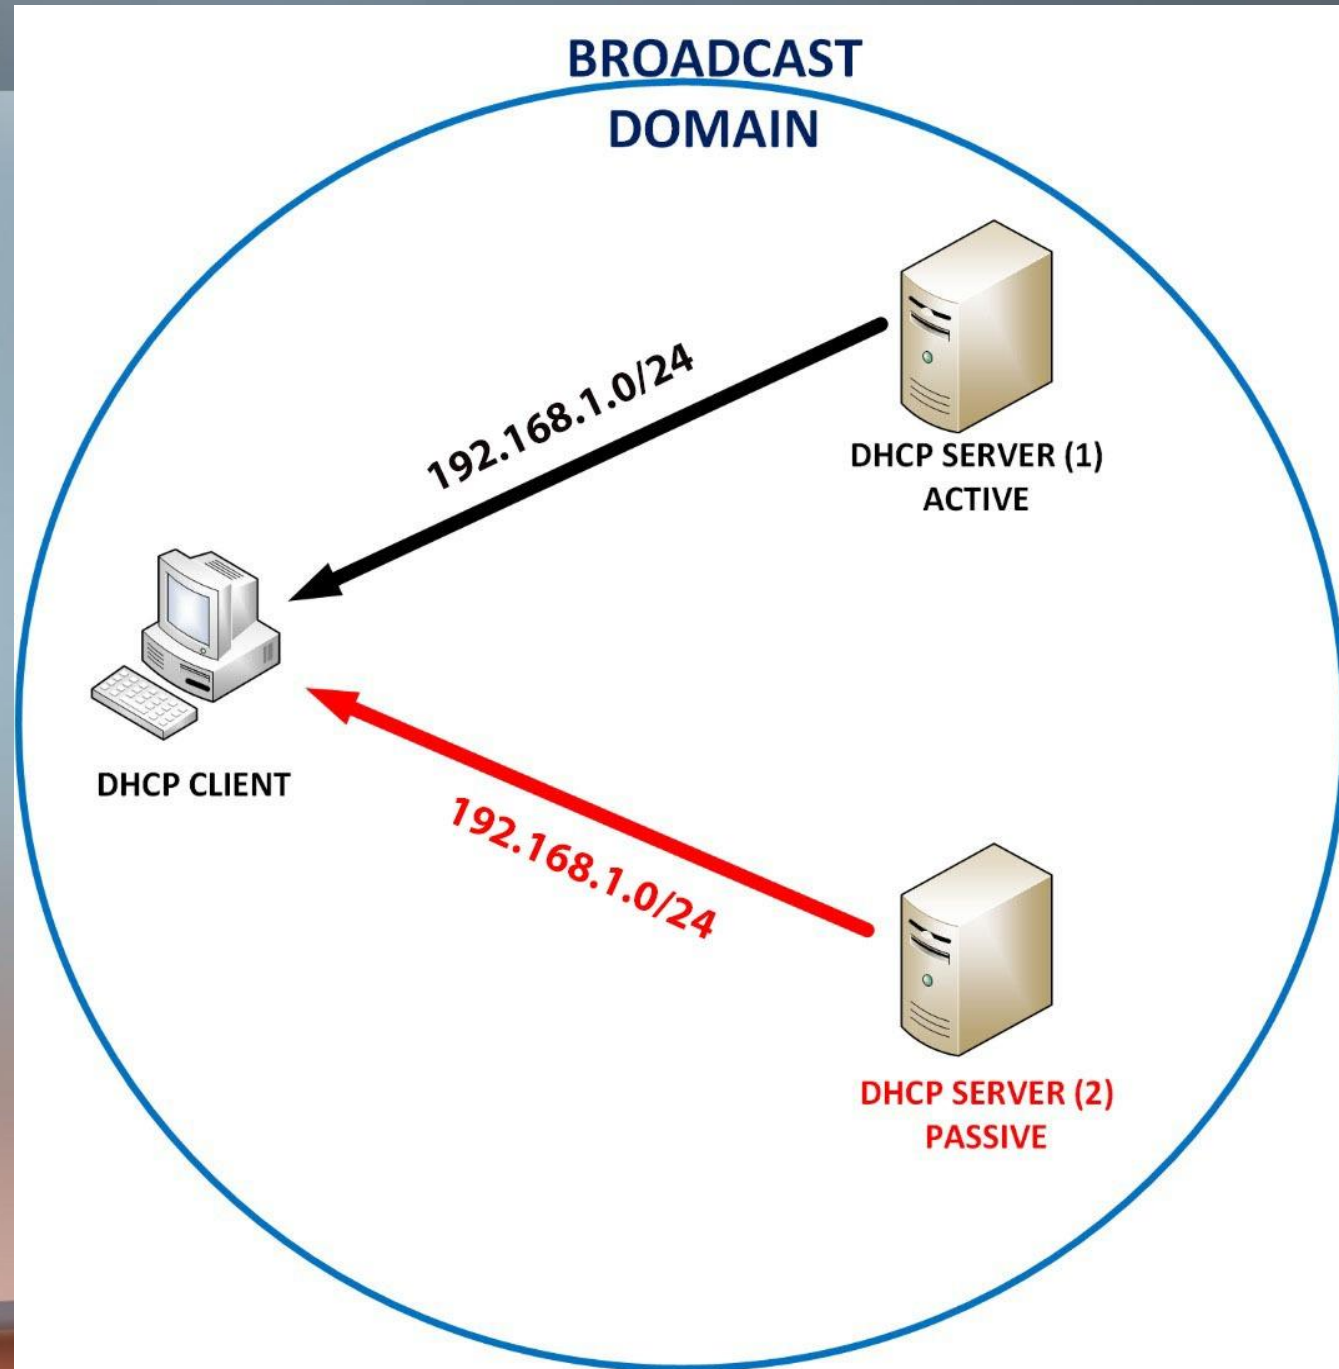 BROADCAST
DOMAIN
192.168.1.0/24
DHCP SERVER (1)
ACTIVE
DHCP CLIENT
192.168.1.0/24
DHCP SERVER (2)
PASSIVE